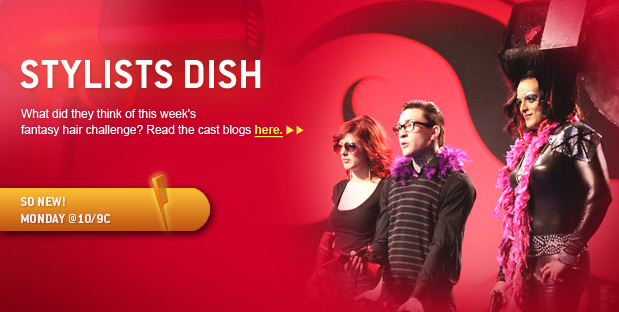 STYLISTS DISH
What did they think of this week's
fantasy hair challenge? Read the cast blogs here.
SO NEW!
MONDAY @10/9C